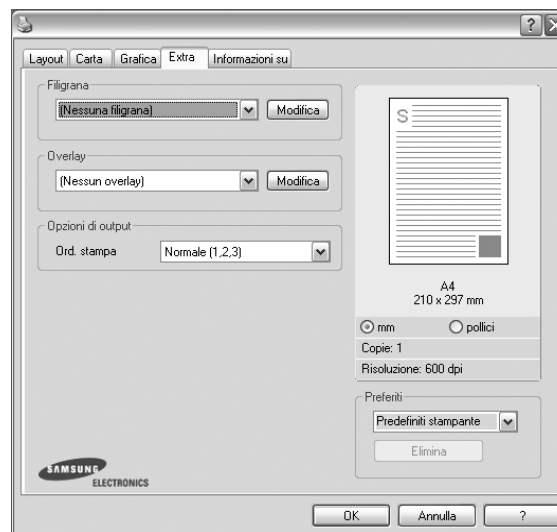 ?
Layout
Carta
Grafica
Extra
Informazioni su
Filigrana
(Nessuna filigrana)
Modifica
Overlay
(Nessun overlay)
Modifica
Opzioni di output
Ord. stampa
Normale (1,2,3)
S
A4
210 x 297 mm
mm
pollici
Copie: 1
Risoluzione: 600 dpi
Preferiti
Predefiniti stampante
Elimina
SAMSUNG
ELECTRONICS
OK
Annulla
?